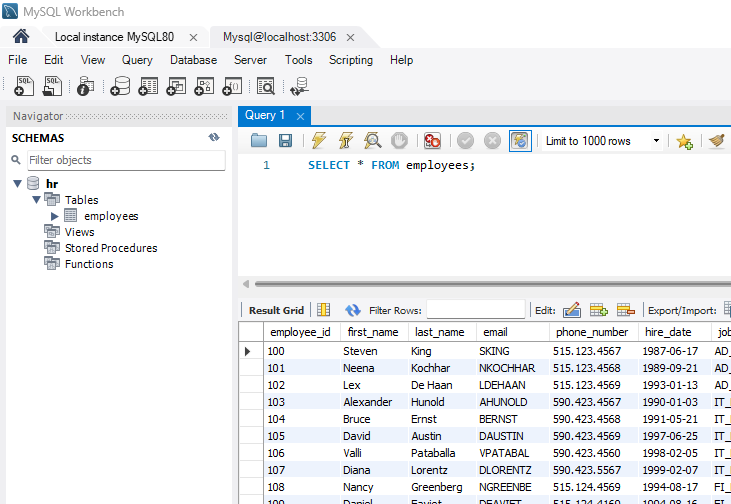 MySQL Workbench
Local instance MySQL80 × Mysql@localhost:3306 ×
File Edit View Query Database Server Tools Scripting Help
SQL SQL
Navigator
Query 1 ×
SCHEMAS
Limit to 1000 rows
Filter objects
1 SELECT * FROM employees;
hr
Tables
employees
Views
Stored Procedures
Functions
Result Grid Filter Rows: Edit: Export/Import:
employee_id first_name last_name email phone_number hire_date job
100 Steven King SKING 515.123.4567 1987-06-17 AD_
101 Neena Kochhar NKOCHHAR 515.123.4568 1989-09-21 AD_
102 Lex De Haan LDEHAAN 515.123.4569 1993-01-13 AD_
103 Alexander Hunold AHUNOLD 590.423.4567 1990-01-03 IT_
104 Bruce Ernst BERNST 590.423.4568 1991-05-21 IT_
105 David Austin DAUSTIN 590.423.4569 1997-06-25 IT_
106 Valli Pataballa VPATABAL 590.423.4560 1998-02-05 IT_
107 Diana Lorentz DLORENTZ 590.423.5567 1999-02-07 IT_
108 Nancy Greenberg NGREENBE 515.124.4569 1994-08-17 FI_
109 Daniel Faviet DFAVIET 515.124.4169 1994-08-16 FI_